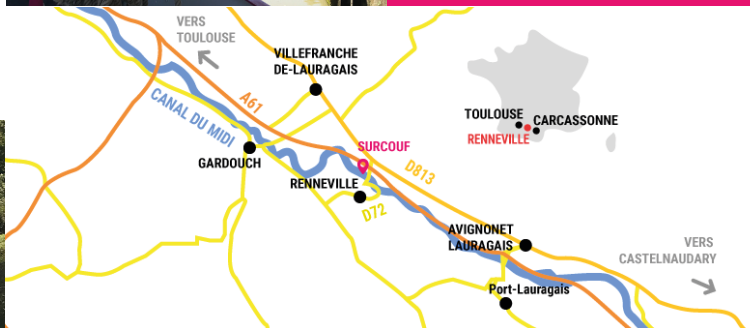 VERS
TOULOUSE
VILLEFRANCHE
DE-LAURAGAIS
A61
CANAL DU MIDI
GARDOUCH
SURCOUF
RENNEVILLE
D813
D72
AVIGNONET
LAURAGAIS
Port-Lauragais
VERS
CASTELNAUDARY
TOULOUSE
CARCASSONNE
RENNEVILLE